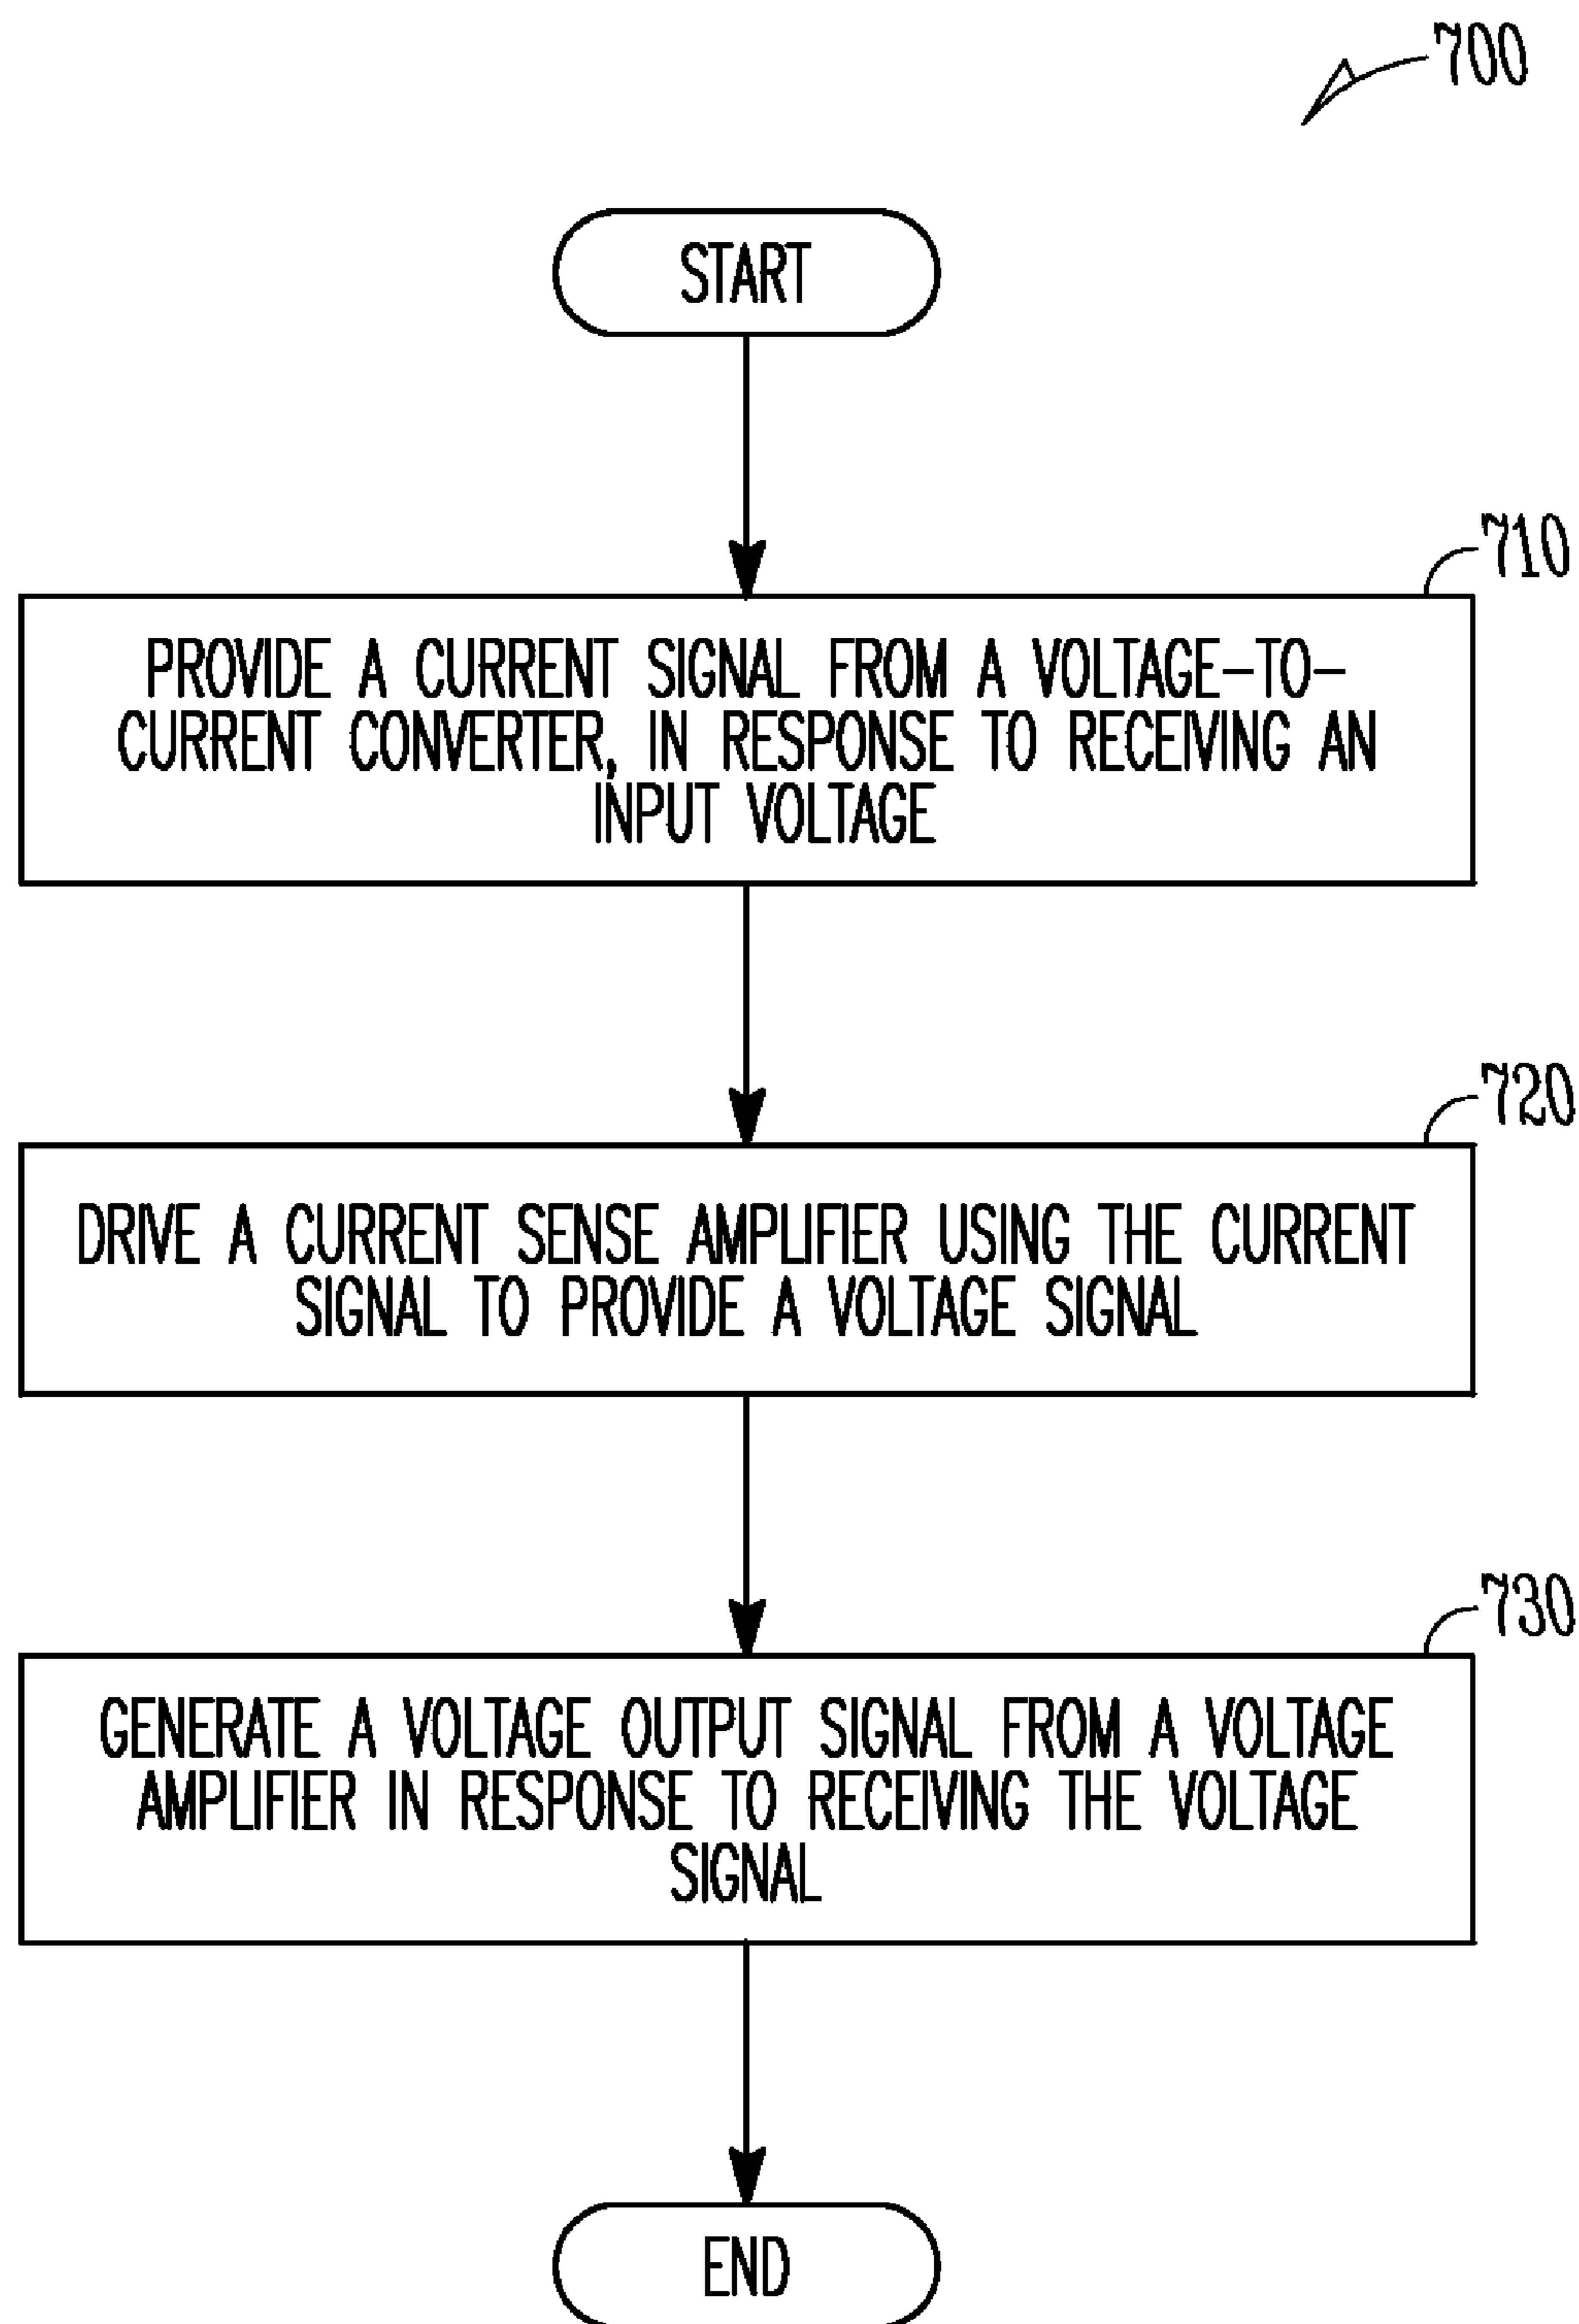 700
START
710
PROVIDE A CURRENT SIGNAL FROM A VOLTAGE-TO-
CURRENT CONVERTER, IN RESPONSE TO RECEIVING AN
INPUT VOLTAGE
720
DRIVE A CURRENT SENSE AMPLIFIER USING THE CURRENT
SIGNAL TO PROVIDE A VOLTAGE SIGNAL
730
GENERATE A VOLTAGE OUTPUT SIGNAL FROM A VOLTAGE
AMPLIFIER IN RESPONSE TO RECEIVING THE VOLTAGE
SIGNAL
END